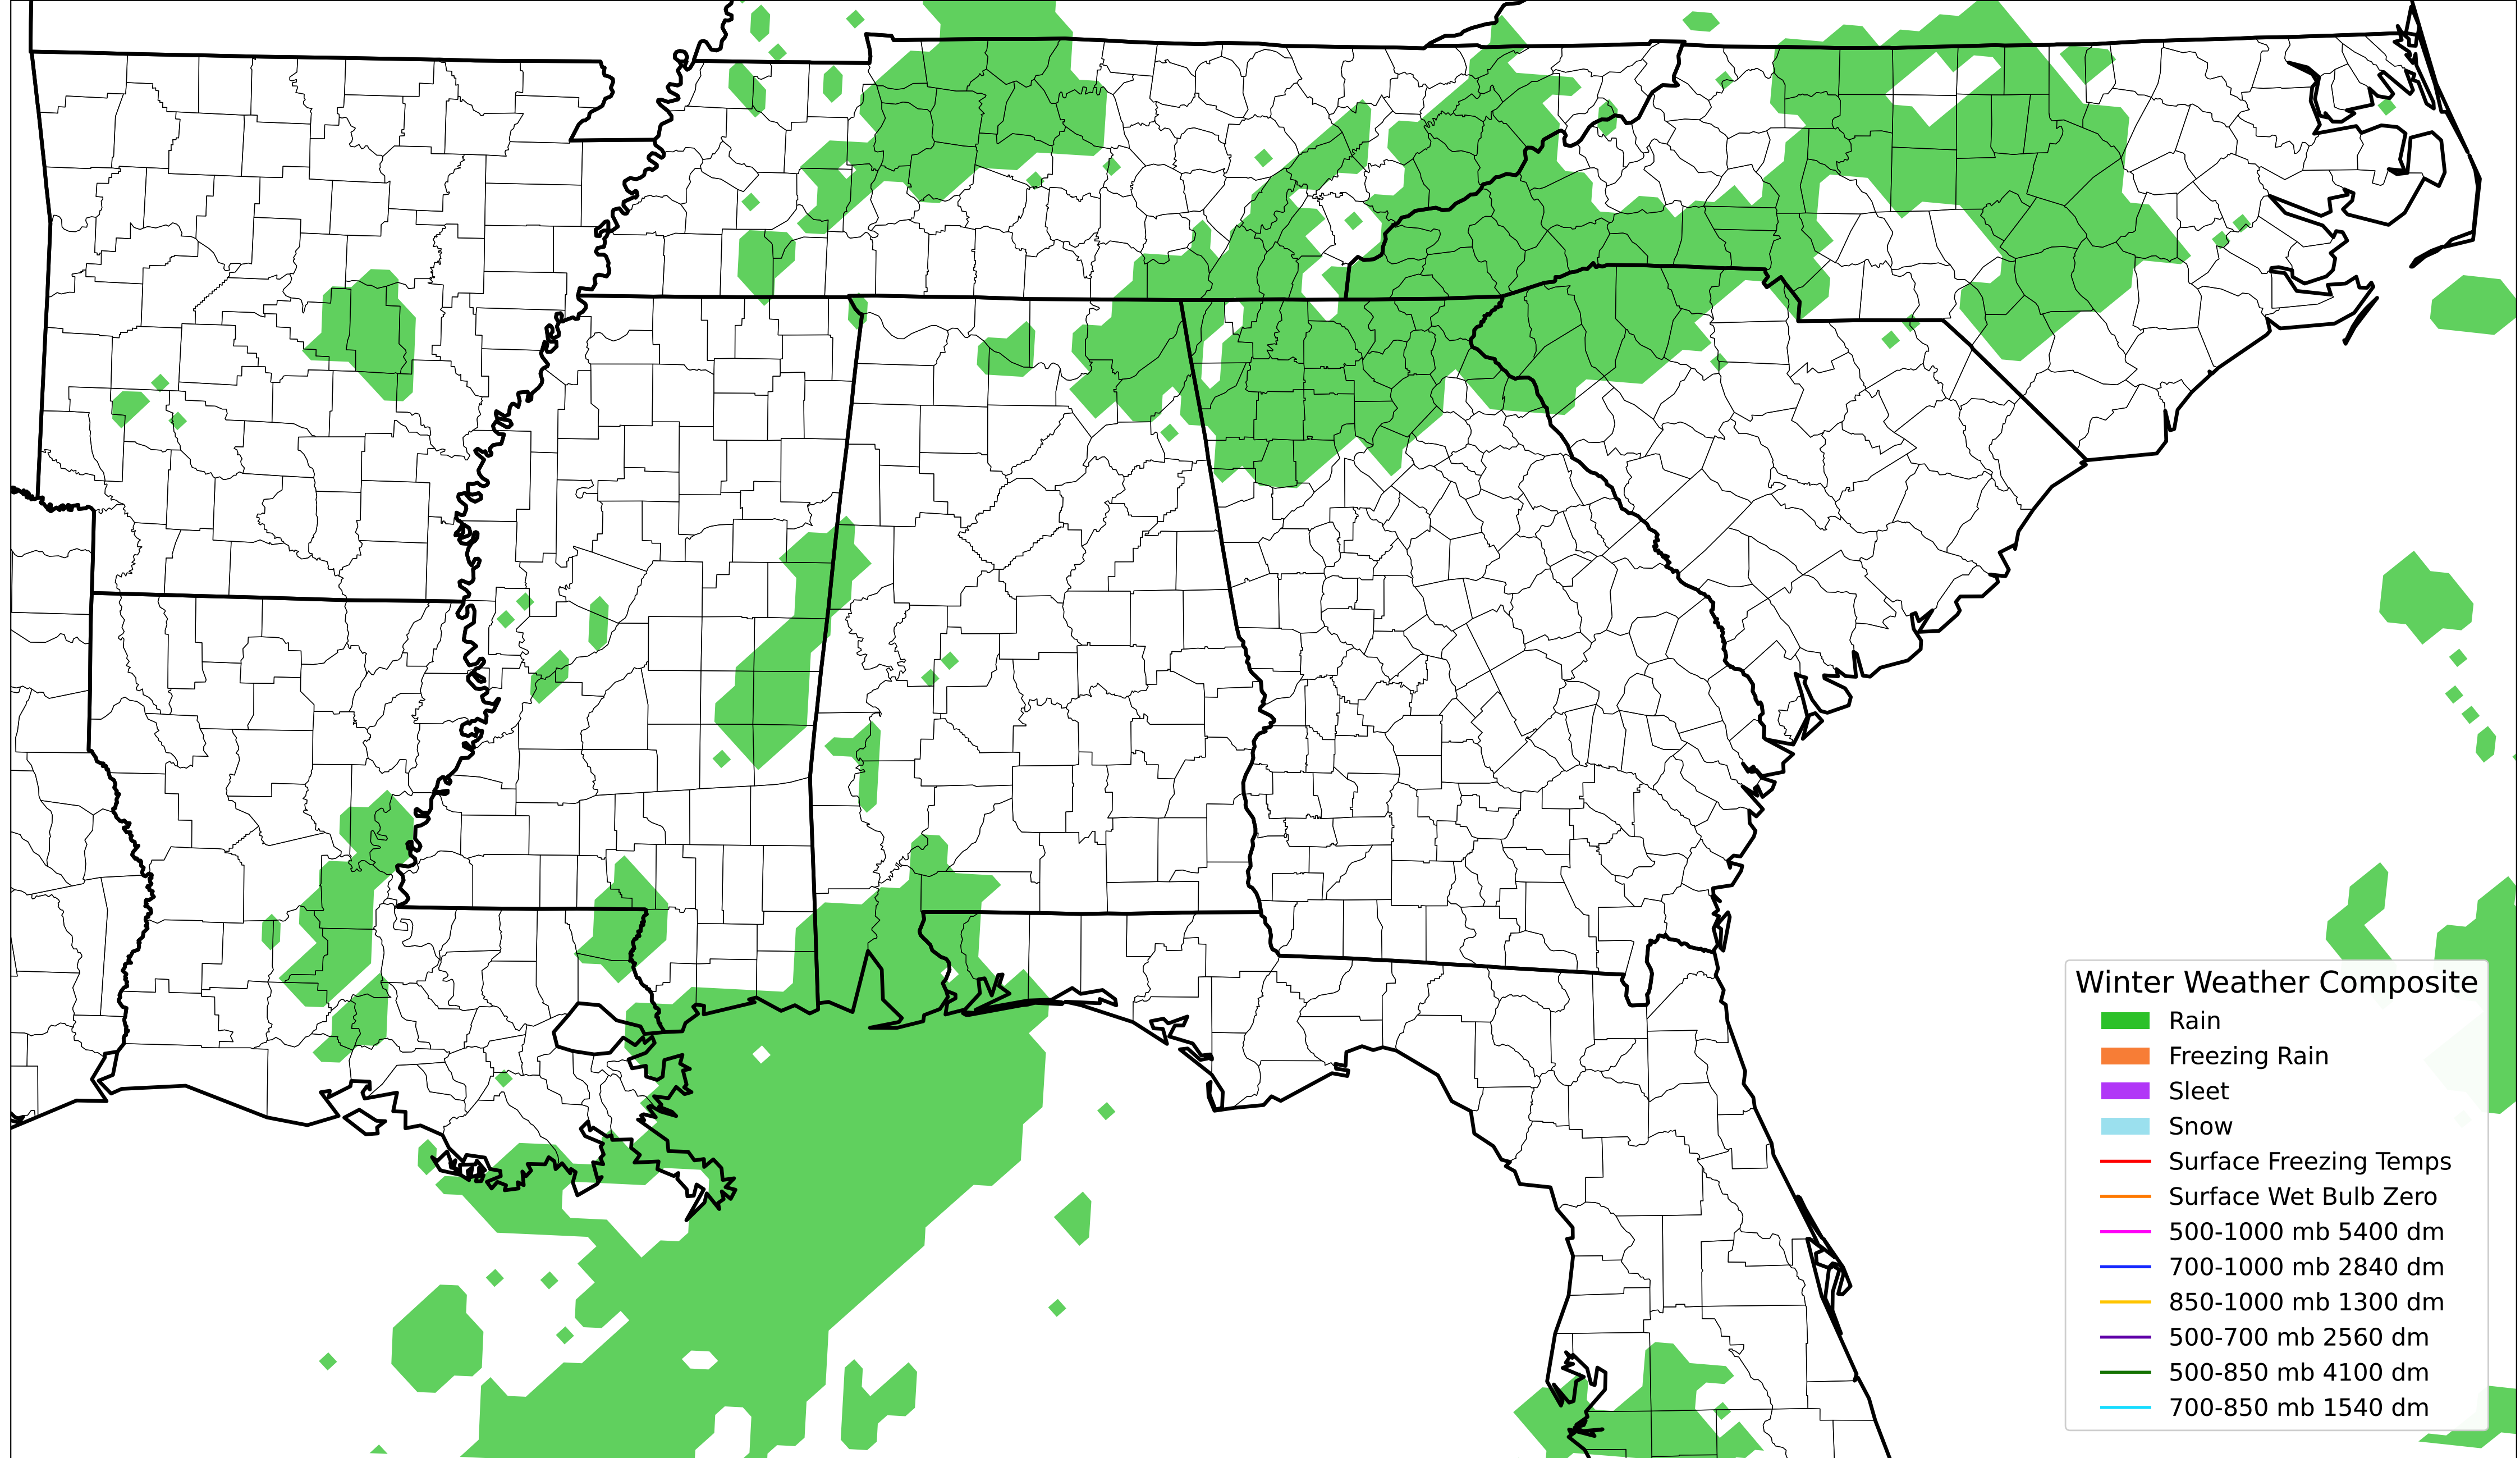 Winter Weather Composite
Rain
Freezing Rain
Sleet
Snow
Surface Freezing Temps
Surface Wet Bulb Zero
500-1000 mb 5400 dm
700-1000 mb 2840 dm
850-1000 mb 1300 dm
500-700 mb 2560 dm
500-850 mb 4100 dm
700-850 mb 1540 dm